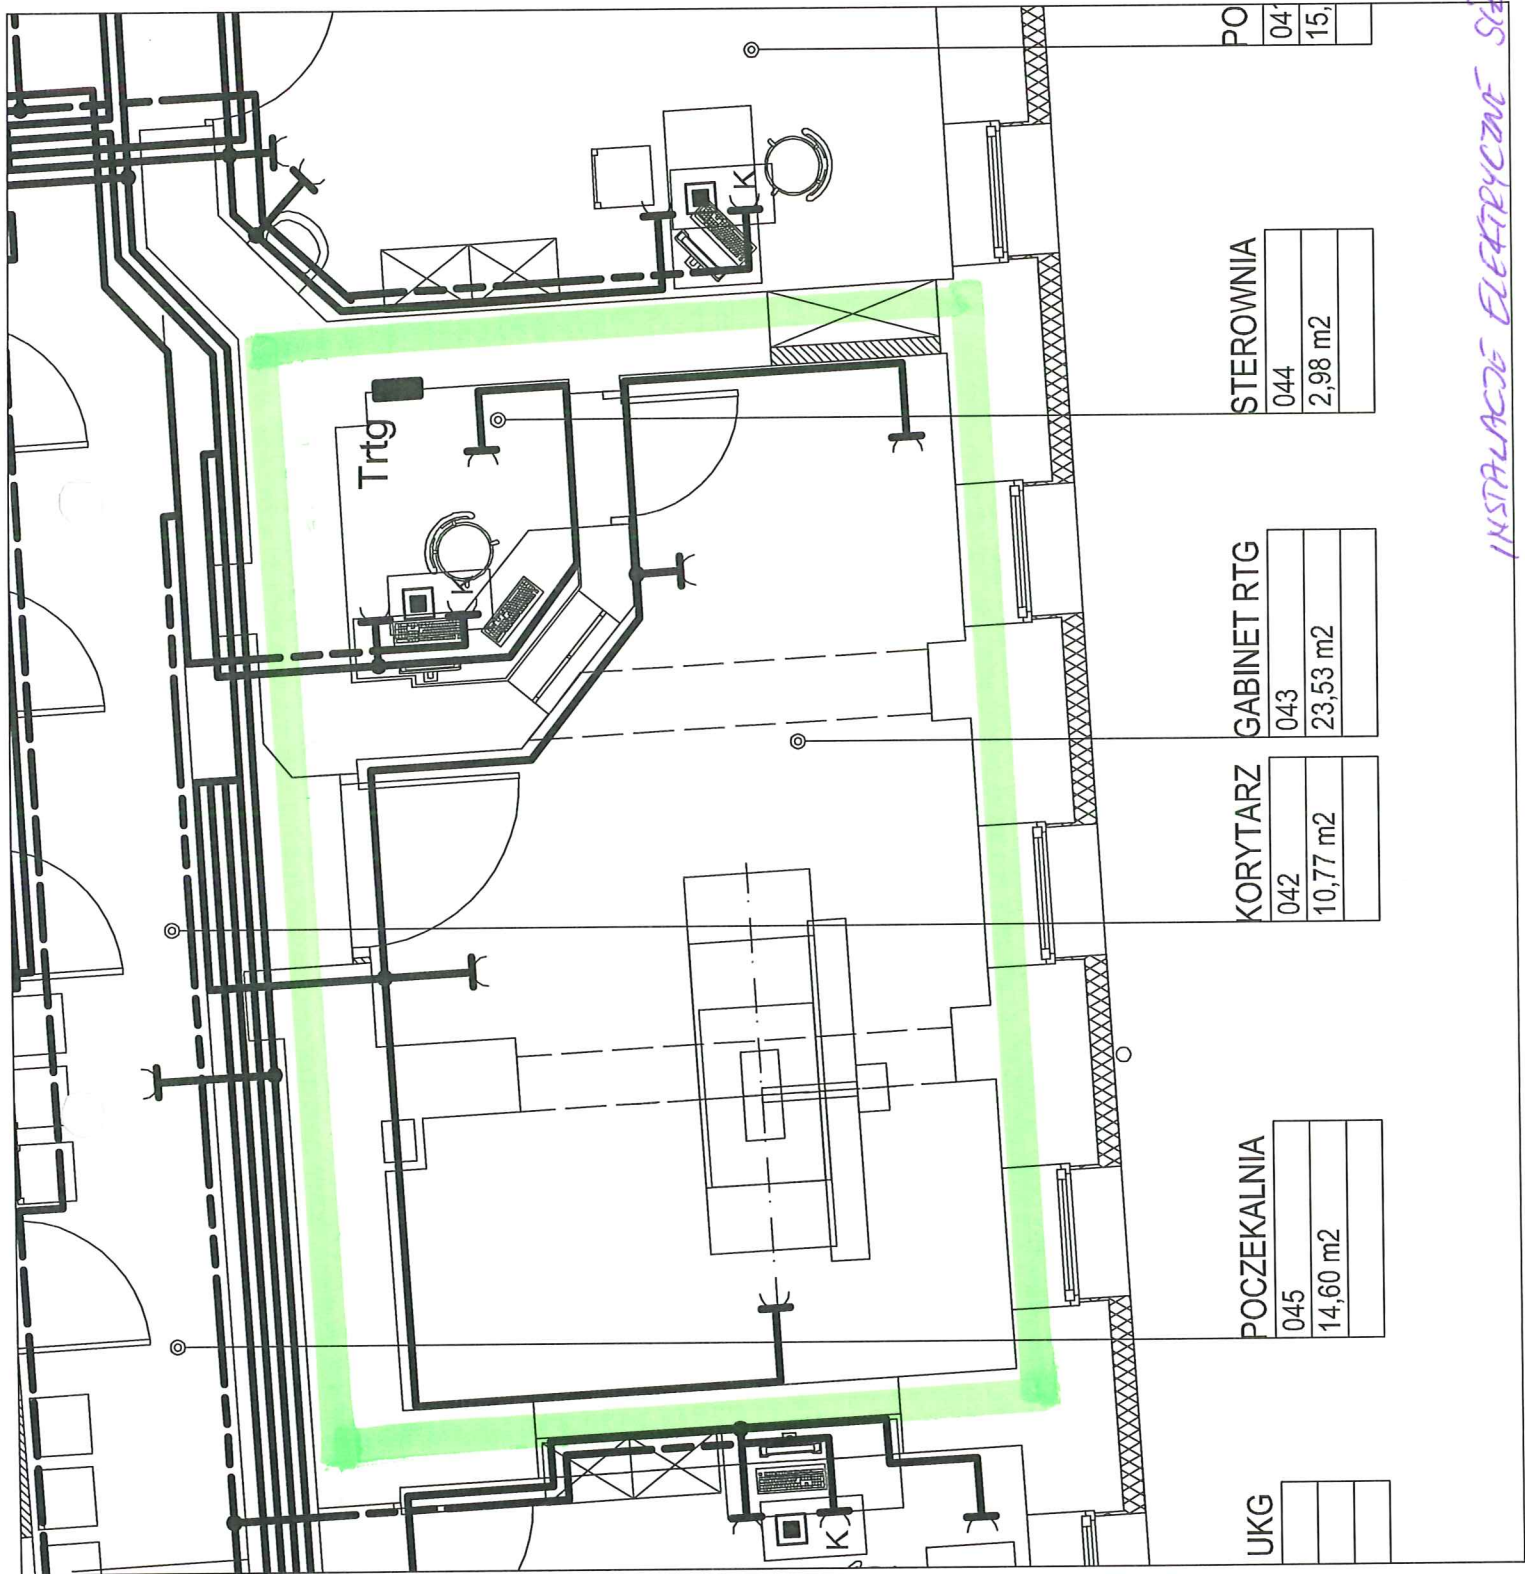 PO
04
15,
STEROWNIA
044
2,98 m2
GABINET RTG
043
23,53 m2
KORYTARZ
042
10,77 m2
POCZEKALNIA
045
14,60 m2
UKG
Trtg
K
K
INSTALACJE ELEKTRYCZNE